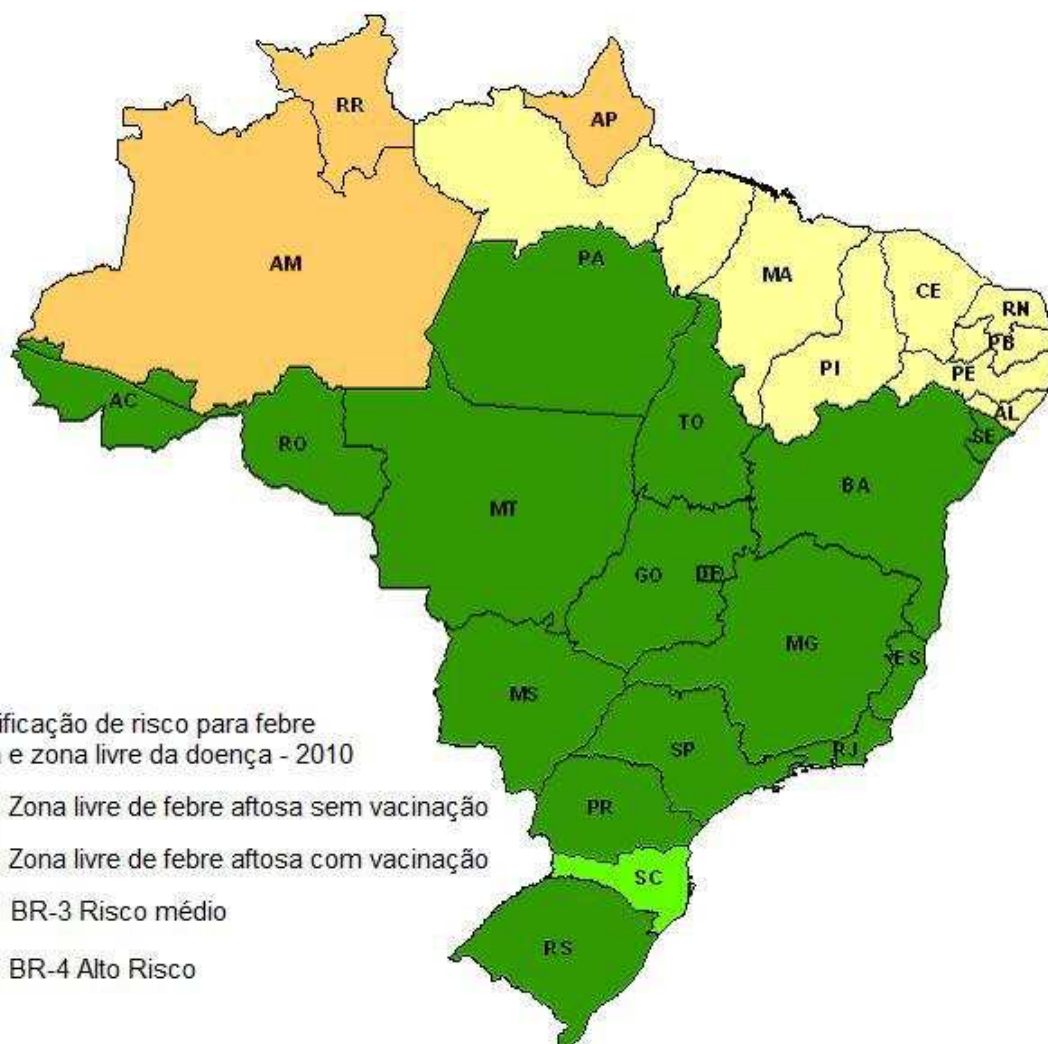 RR
AP
AM
PA
MA
CE
RN
PB
PE
PI
AL
SE
AC
RO
TO
BA
MT
GO
DF
MG
ES
MS
SP
RJ
PR
SC
RS
ificação de risco para febre
a e zona livre da doença - 2010
Zona livre de febre aftosa sem vacinação
Zona livre de febre aftosa com vacinação
BR-3 Risco médio
BR-4 Alto Risco